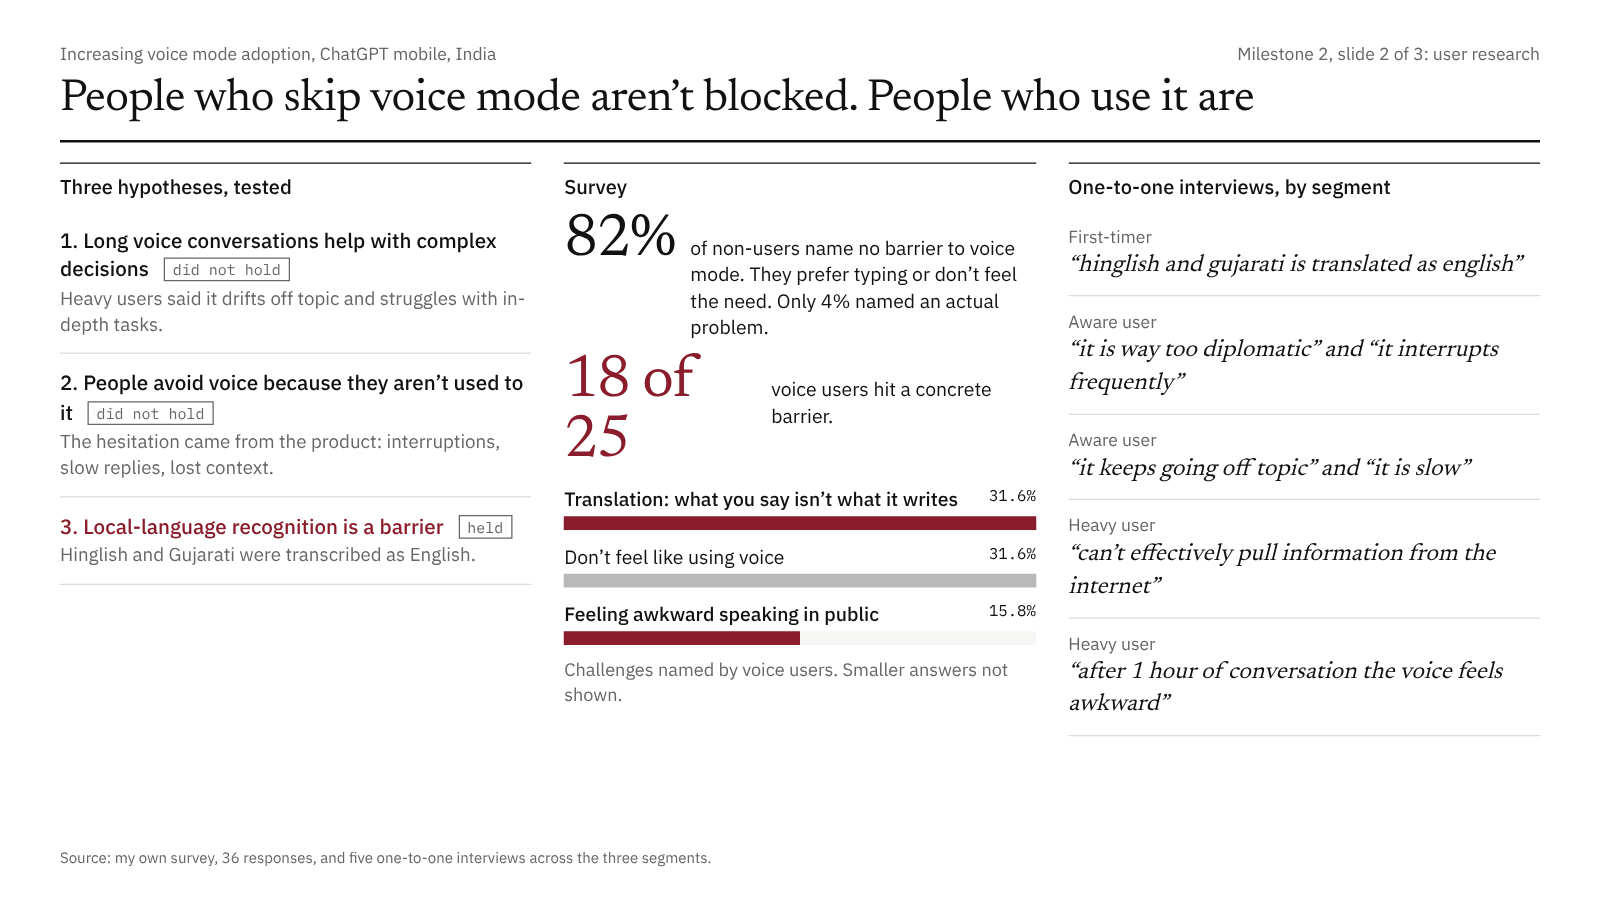 Increasing voice mode adoption, ChatGPT mobile, India
Milestone 2, slide 2 of 3: user research
People who skip voice mode aren’t blocked. People who use it are
Three hypotheses, tested
1. Long voice conversations help with complex
decisions did not hold
Heavy users said it drifts off topic and struggles with in-
depth tasks.
2. People avoid voice because they aren’t used to
it did not hold
The hesitation came from the product: interruptions,
slow replies, lost context.
3. Local-language recognition is a barrier held
Hinglish and Gujarati were transcribed as English.
Survey
82%
of non-users name no barrier to voice
mode. They prefer typing or don’t feel
the need. Only 4% named an actual
problem.
18 of
25
voice users hit a concrete
barrier.
Translation: what you say isn’t what it writes 31.6%
Don’t feel like using voice 31.6%
Feeling awkward speaking in public 15.8%
Challenges named by voice users. Smaller answers not
shown.
One-to-one interviews, by segment
First-timer
“hinglish and gujarati is translated as english”
Aware user
“it is way too diplomatic” and “it interrupts
frequently”
Aware user
“it keeps going off topic” and “it is slow”
Heavy user
“can’t effectively pull information from the
internet”
Heavy user
“after 1 hour of conversation the voice feels
awkward”
Source: my own survey, 36 responses, and five one-to-one interviews across the three segments.